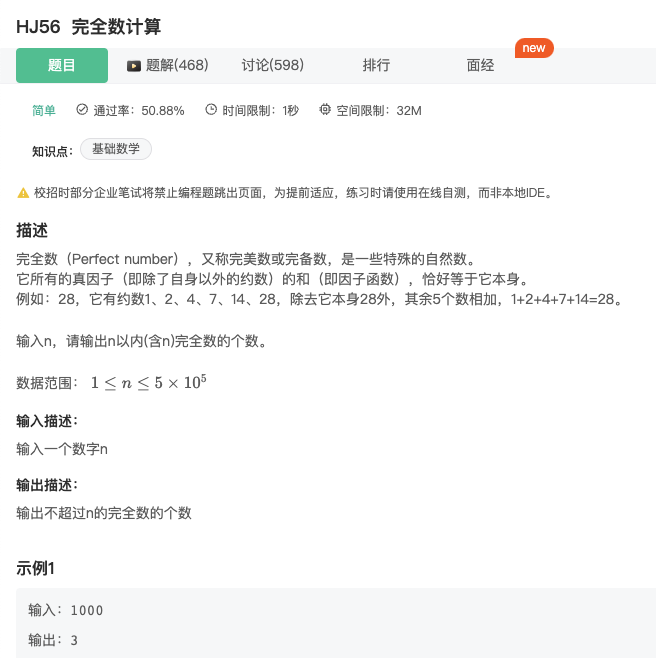 HJ56 完全数计算
题目 题解(468) 讨论(598) 排行 面经 new
简单 通过率：50.88% 时间限制：1秒 空间限制：32M
知识点： 基础数学
校招时部分企业笔试将禁止编程题跳出页面，为提前适应，练习时请使用在线自测，而非本地IDE。
描述
完全数（Perfect number），又称完美数或完备数，是一些特殊的自然数。
它所有的真因子（即除了自身以外的约数）的和（即因子函数），恰好等于它本身。
例如：28，它有约数1、2、4、7、14、28，除去它本身28外，其余5个数相加，1+2+4+7+14=28。
输入n，请输出n以内(含n)完全数的个数。
数据范围： 1 ≤ n ≤ 5 × 10⁵
输入描述：
输入一个数字n
输出描述：
输出不超过n的完全数的个数
示例1
输入：1000
输出：3